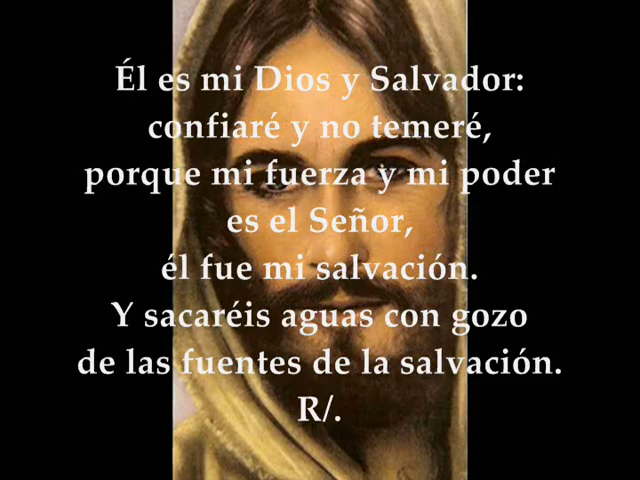 Él es mi Dios y Salvador:
confiaré y no temeré,
porque mi fuerza y mi poder
es el Señor,
él fue mi salvación.
Y sacaréis aguas con gozo
de las fuentes de la salvación.
R/.